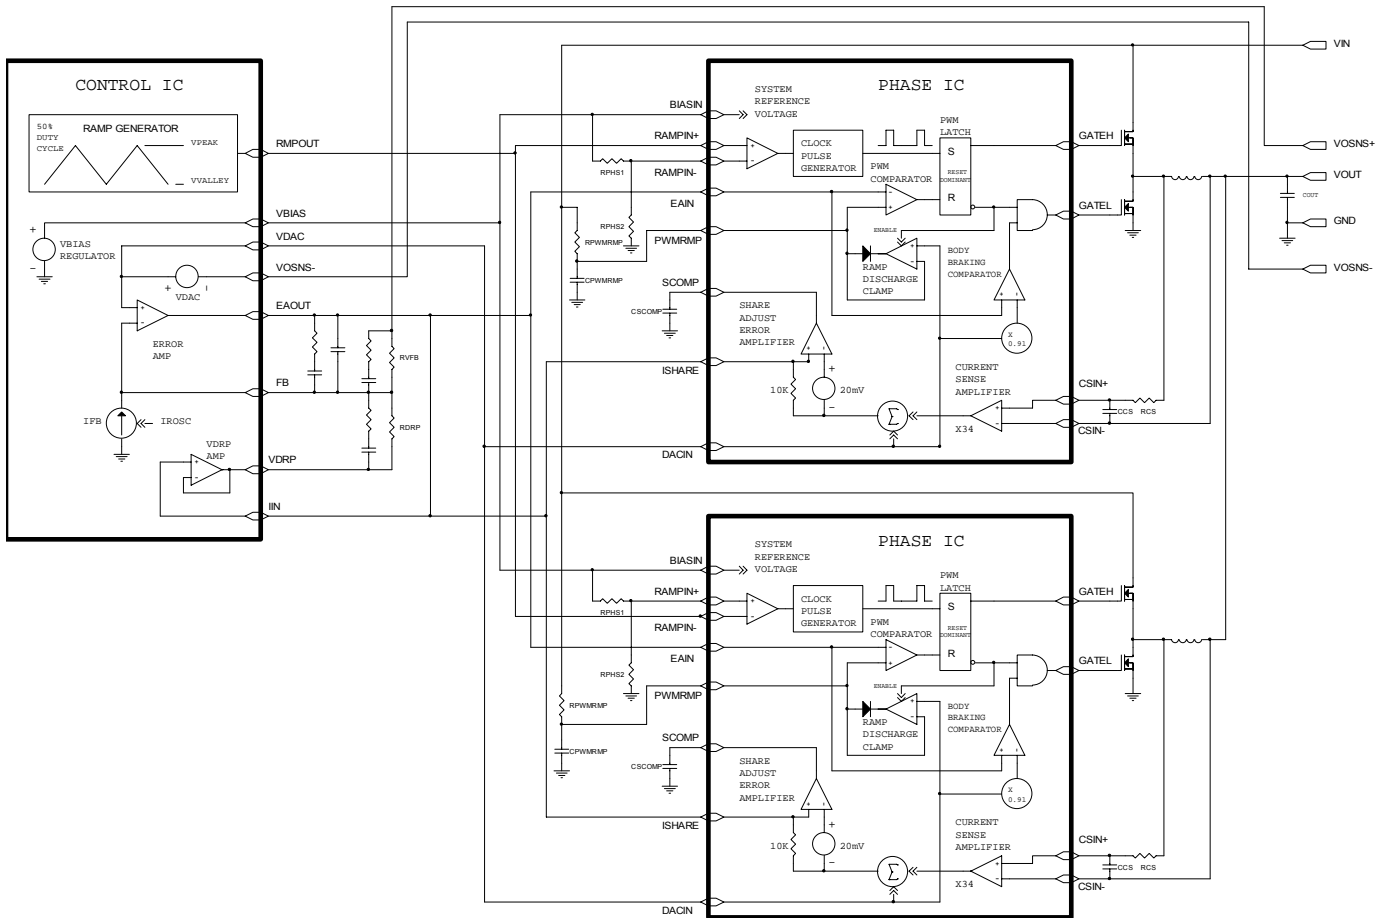 CONTROL IC
50%
DUTY
CYCLE
RAMP GENERATOR
VPEAK
VVALLEY
RMPOUT
VBIAS
VDAC
VOSNS-
EAOUT
FB
VDRP
IIN
+
-
VBIAS
REGULATOR
+
-
VDAC
+
-
ERROR
AMP
IFB
IROSC
VDRP
AMP
+
-
RVFB
RDRP
RPHS1
RPHS2
RPWMRMP
CPWMRMP
CSCOMP
BIASIN
RAMPIN+
RAMPIN-
EAIN
PWMRMP
SCOMP
ISHARE
DACIN
PHASE IC
SYSTEM
REFERENCE
VOLTAGE
+
-
CLOCK
PULSE
GENERATOR
PWM
LATCH
S
RESET
DOMINANT
R
PWM
COMPARATOR
-
+
ENABLE
+
-
RAMP
DISCHARGE
CLAMP
BODY
BRAKING
COMPARATOR
+
-
X
0.91
SHARE
ADJUST
ERROR
AMPLIFIER
+
-
10K
+
-
20mV
Σ
CURRENT
SENSE
AMPLIFIER
+
-
X34
GATEH
GATEL
CSIN+
CSIN-
CCS
RCS
VIN
VOSNS+
VOUT
COUT
GND
VOSNS-
RPHS1
RPHS2
RPWMRMP
CPWMRMP
CSCOMP
BIASIN
RAMPIN+
RAMPIN-
EAIN
PWMRMP
SCOMP
ISHARE
DACIN
PHASE IC
SYSTEM
REFERENCE
VOLTAGE
+
-
CLOCK
PULSE
GENERATOR
PWM
LATCH
S
RESET
DOMINANT
R
PWM
COMPARATOR
-
+
ENABLE
+
-
RAMP
DISCHARGE
CLAMP
BODY
BRAKING
COMPARATOR
+
-
X
0.91
SHARE
ADJUST
ERROR
AMPLIFIER
+
-
10K
+
-
20mV
Σ
CURRENT
SENSE
AMPLIFIER
+
-
X34
GATEH
GATEL
CSIN+
CSIN-
CCS
RCS